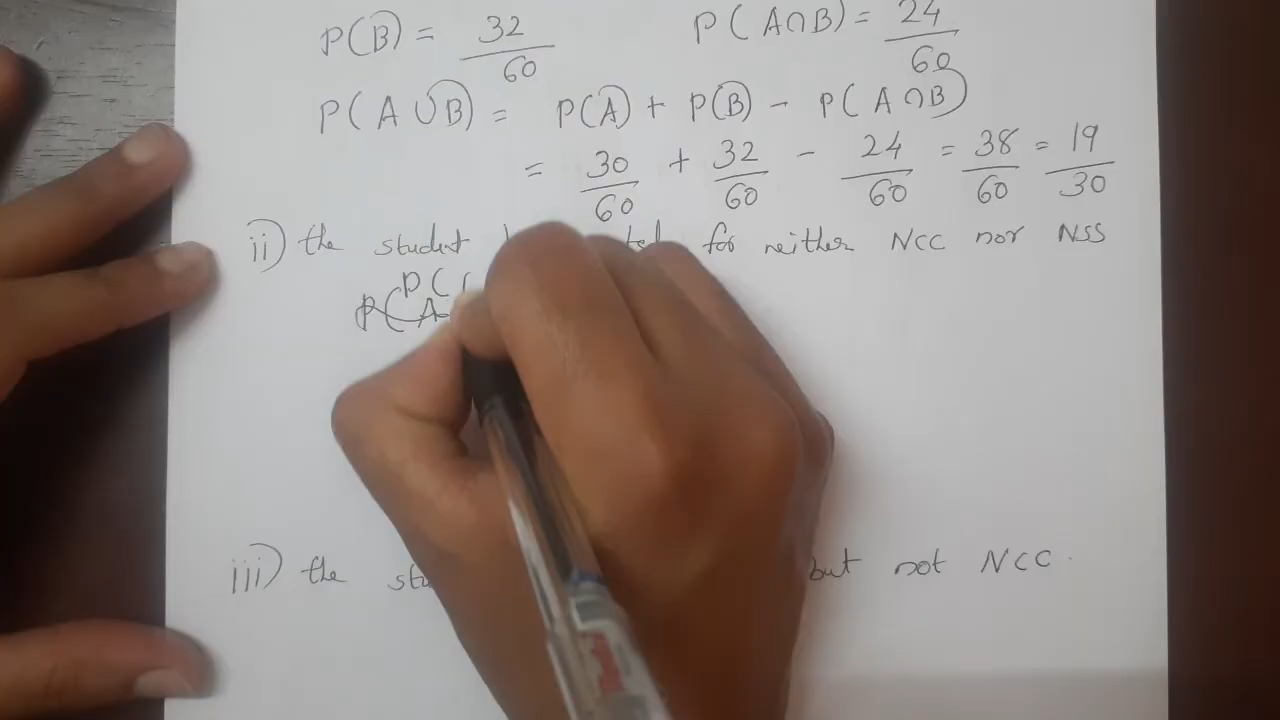 P(B) = 32/60 P(A∩B) = 24/60
P(A∪B) = P(A) + P(B) - P(A∩B)
= 30/60 + 32/60 - 24/60 = 38/60 = 19/30
ii) the student for neither NCC nor NSS
P(
P( A
iii) the but not NCC.